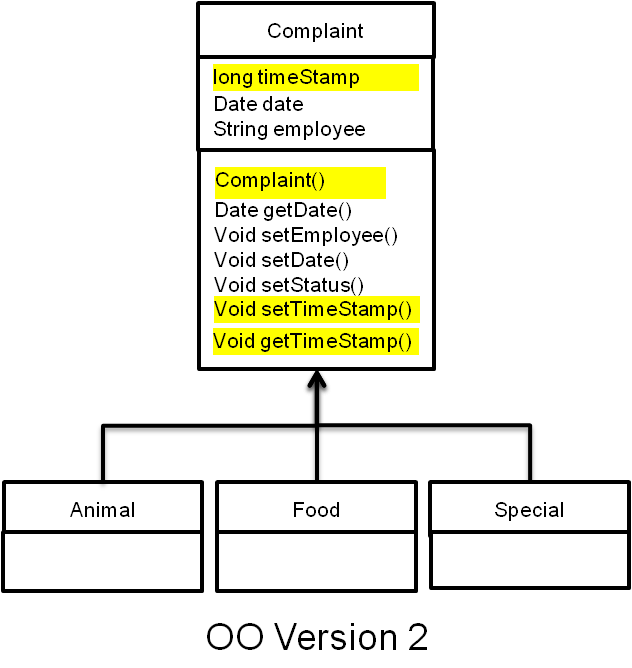 Complaint
long timeStamp
Date date
String employee
Complaint()
Date getDate()
Void setEmployee()
Void setDate()
Void setStatus()
Void setTimeStamp()
Void getTimeStamp()
Animal
Food
Special
OO Version 2